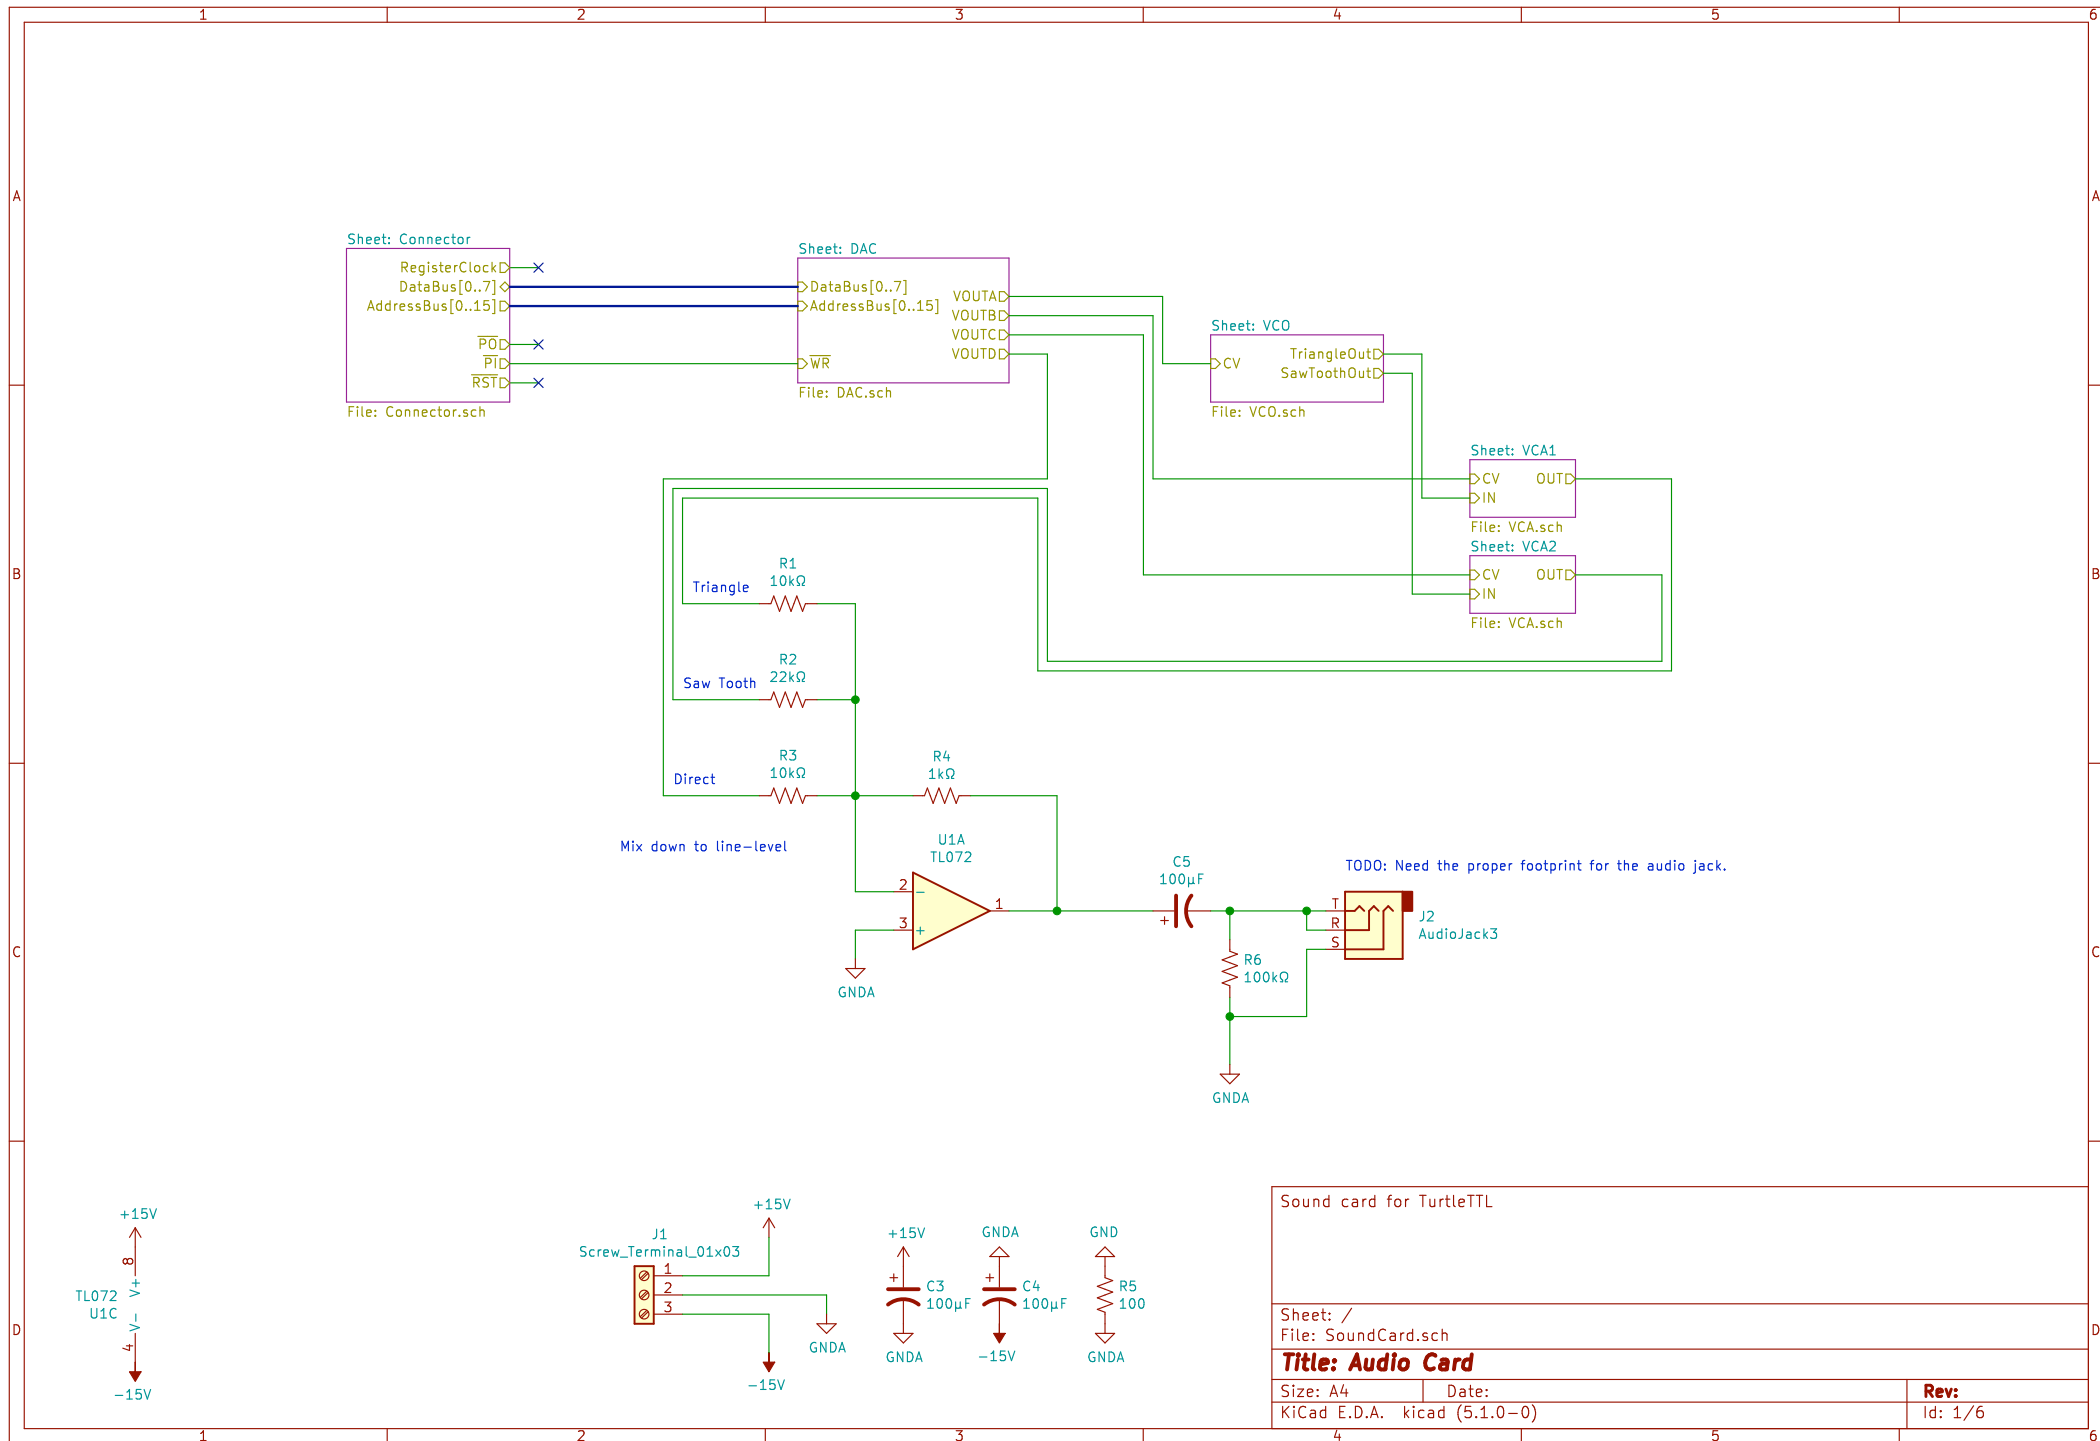 1 2 3 4 5 6
A A
Sheet: Connector
RegisterClock
DataBus[0..7]
AddressBus[0..15]
PO
PI
RST
File: Connector.sch
Sheet: DAC
DataBus[0..7]
AddressBus[0..15]
WR
VOUTA
VOUTB
VOUTC
VOUTD
File: DAC.sch
Sheet: VCO
CV
TriangleOut
SawToothOut
File: VCO.sch
Sheet: VCA1
CV OUT
IN
File: VCA.sch
Sheet: VCA2
CV OUT
IN
File: VCA.sch
B B
R1
10kΩ
Triangle
R2
22kΩ
Saw Tooth
R3
10kΩ
Direct
R4
1kΩ
Mix down to line-level
U1A
TL072
2 −
3 +
1
GNDA
C5
100µF
+
TODO: Need the proper footprint for the audio jack.
T
R
S
J2
AudioJack3
R6
100kΩ
GNDA
C C
+15V
8
V+
TL072
U1C
V-
4
-15V
J1
Screw_Terminal_01x03
1
2
3
+15V
GNDA
-15V
+15V
+
C3
100µF
GNDA
GNDA
+
C4
100µF
-15V
GND
R5
100
GNDA
D D
Sound card for TurtleTTL
Sheet: /
File: SoundCard.sch
Title: Audio Card
Size: A4 Date: Rev:
KiCad E.D.A. kicad (5.1.0-0) Id: 1/6
1 2 3 4 5 6